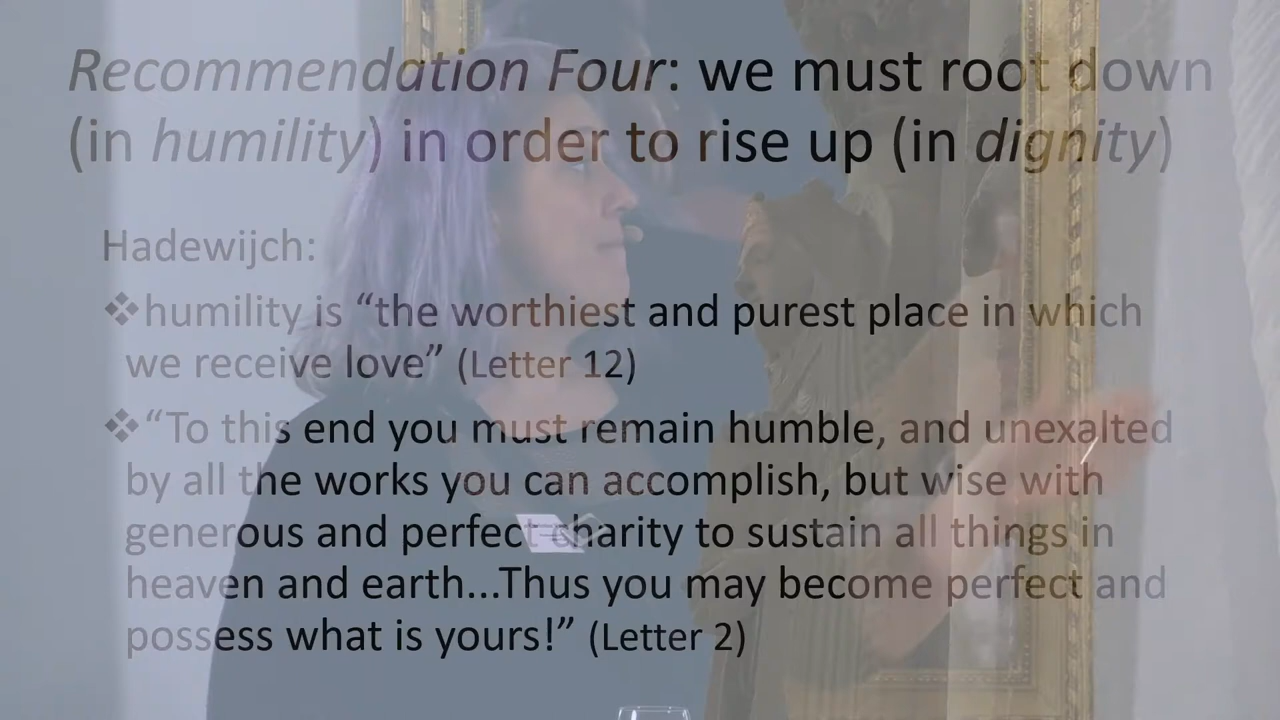 Recommendation Four: we must root down
(in humility) in order to rise up (in dignity)
Hadewijch:
❖humility is “the worthiest and purest place in which
we receive love” (Letter 12)
❖“To this end you must remain humble, and unexalted
by all the works you can accomplish, but wise with
generous and perfect charity to sustain all things in
heaven and earth...Thus you may become perfect and
possess what is yours!” (Letter 2)